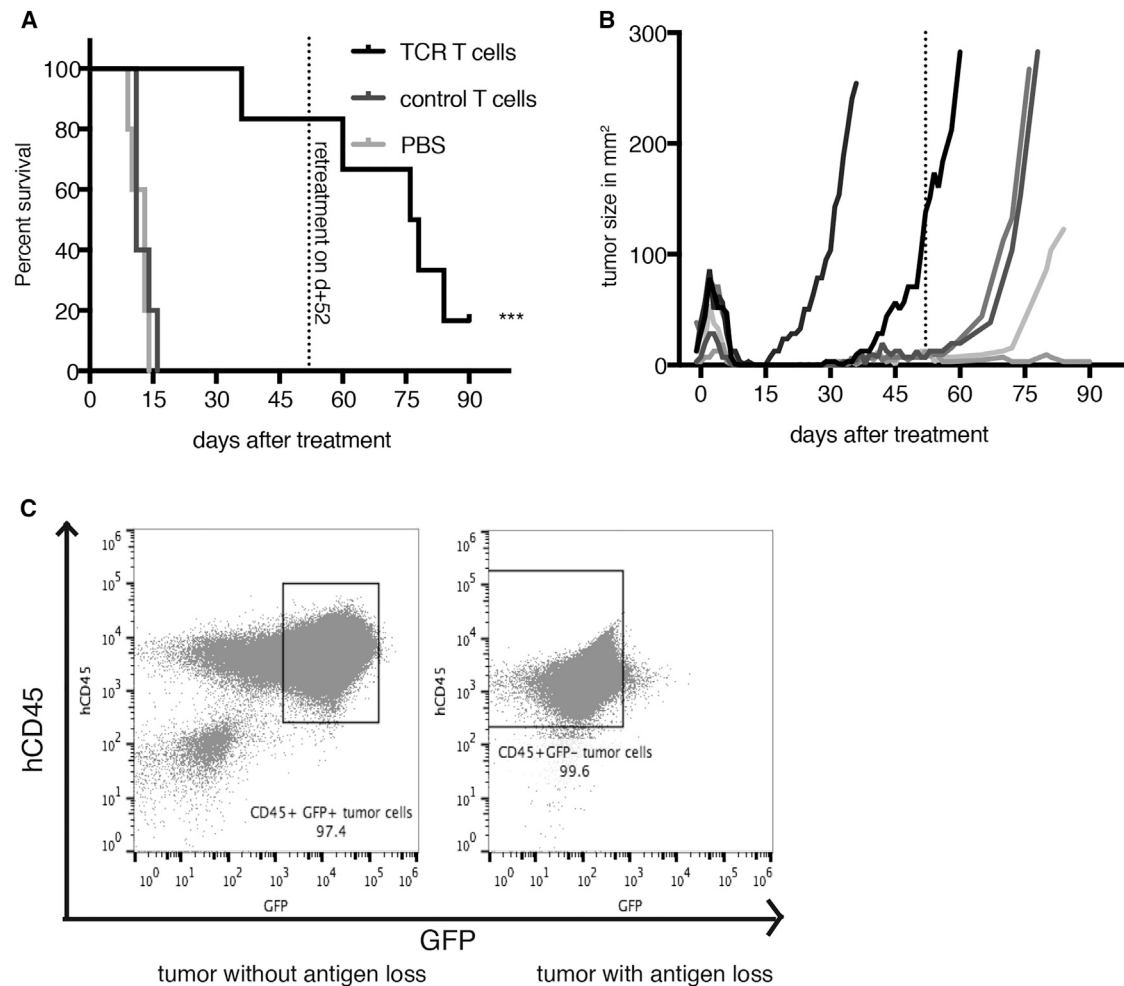 A
TCR T cells
control T cells
PBS
retreatment on d+52
***
Percent survival
100
80
60
40
20
0
0 15 30 45 60 75 90
days after treatment
B
tumor size in mm²
300
200
100
0
0 15 30 45 60 75 90
days after treatment
C
hCD45
hCD45
10⁶
10⁵
10⁴
10³
10²
10¹
10⁰
CD45+ GFP+ tumor cells
97.4
10⁰ 10¹ 10² 10³ 10⁴ 10⁵ 10⁶
GFP
hCD45
10⁶
10⁵
10⁴
10³
10²
10¹
10⁰
CD45+GFP- tumor cells
99.6
10⁰ 10¹ 10² 10³ 10⁴ 10⁵ 10⁶
GFP
GFP
tumor without antigen loss
tumor with antigen loss